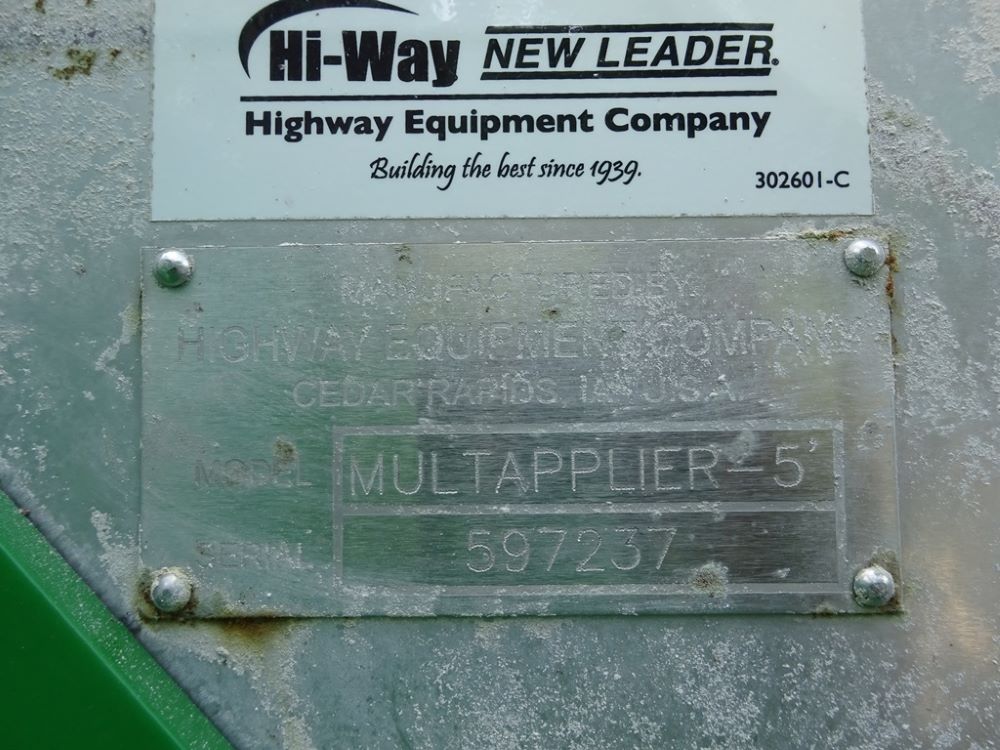 Hi-Way NEW LEADER®
Highway Equipment Company
Building the best since 1939.
302601-C
MANUFACTURED BY
HIGHWAY EQUIPMENT COMPANY
CEDAR RAPIDS, IA. U.S.A.
MODEL MULTAPPLIER-5'
SER.N. 597237